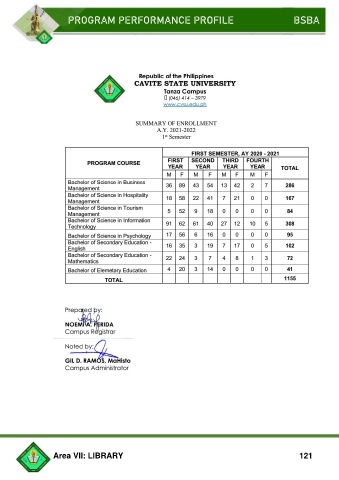 PROGRAM PERFORMANCE PROFILE BSBA
Republic of the Philippines
CAVITE STATE UNIVERSITY
Tanza Campus
(046) 414 – 3979
www.cvsu.edu.ph
SUMMARY OF ENROLLMENT
A.Y. 2021-2022
1st Semester
PROGRAM COURSE FIRST SEMESTER, AY 2020 - 2021
FIRST YEAR SECOND YEAR THIRD YEAR FOURTH YEAR TOTAL
M F M F M F M F
Bachelor of Science in Business Management 36 89 43 54 13 42 2 7 286
Bachelor of Science in Hospitality Management 18 58 22 41 7 21 0 0 167
Bachelor of Science in Tourism Management 5 52 9 18 0 0 0 0 84
Bachelor of Science in Information Technology 91 62 61 40 27 12 10 5 308
Bachelor of Science in Psychology 17 56 6 16 0 0 0 0 95
Bachelor of Secondary Education - English 16 35 3 19 7 17 0 5 102
Bachelor of Secondary Education - Mathematics 22 24 3 7 4 8 1 3 72
Bachelor of Elemetary Education 4 20 3 14 0 0 0 0 41
TOTAL 1155
Prepared by:
NOEMI A. PERIDA
Campus Registrar
Noted by:
GIL D. RAMOS, MaHisto
Campus Administrator
Area VII: LIBRARY 121